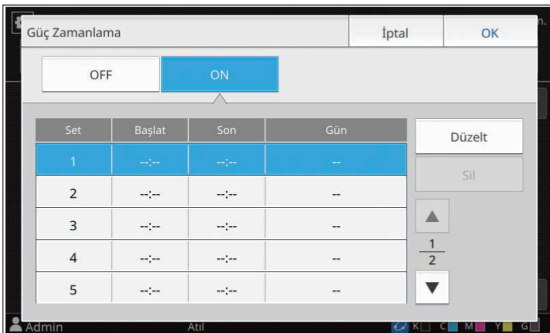 Güç Zamanlama İptal OK
OFF ON
Set Başlat Son Gün
Düzelt
1 --:-- --:-- --
Sil
2 --:-- --:-- --
3 --:-- --:-- --
1
4 --:-- --:-- --
2
5 --:-- --:-- --
Admin Atıl K C M Y G